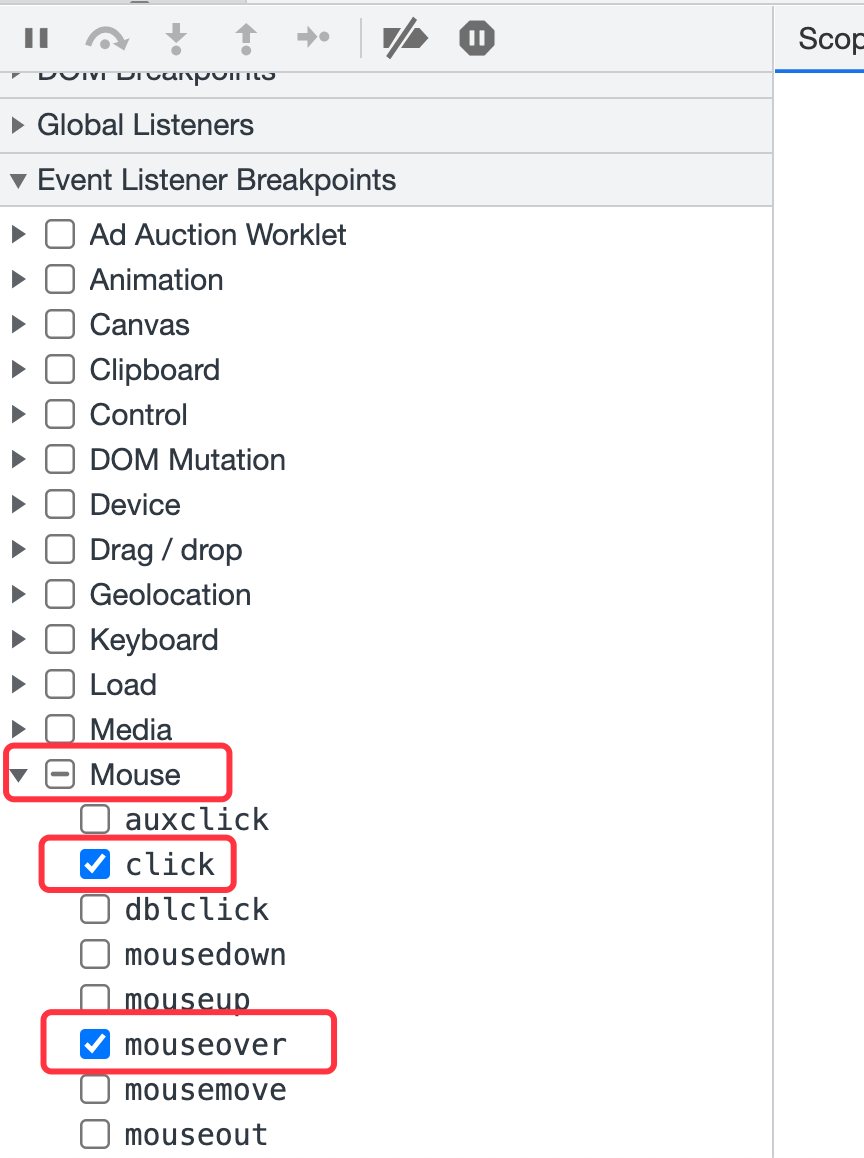 Scop
DOM Breakpoints
Global Listeners
Event Listener Breakpoints
Ad Auction Worklet
Animation
Canvas
Clipboard
Control
DOM Mutation
Device
Drag / drop
Geolocation
Keyboard
Load
Media
Mouse
auxclick
click
dblclick
mousedown
mouseup
mouseover
mousemove
mouseout